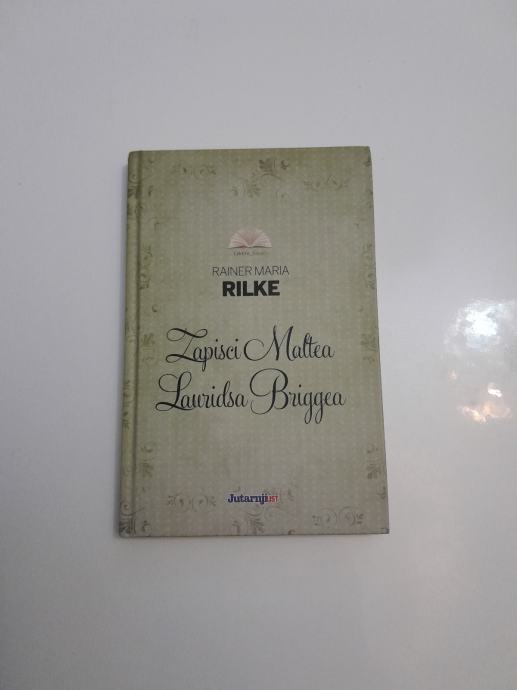 RAINER MARIA
RILKE
Zapisci Maltea
Lauridsa Briggea
Jutarnji LIST